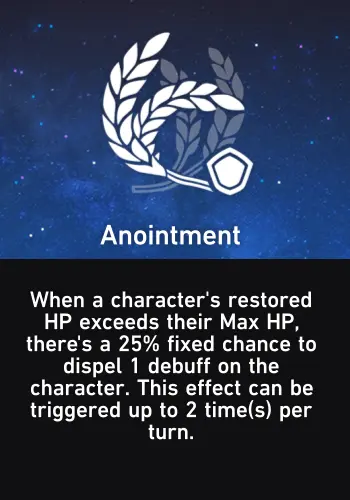 Anointment
When a character's restored
HP exceeds their Max HP,
there's a 25% fixed chance to
dispel 1 debuff on the
character. This effect can be
triggered up to 2 time(s) per
turn.